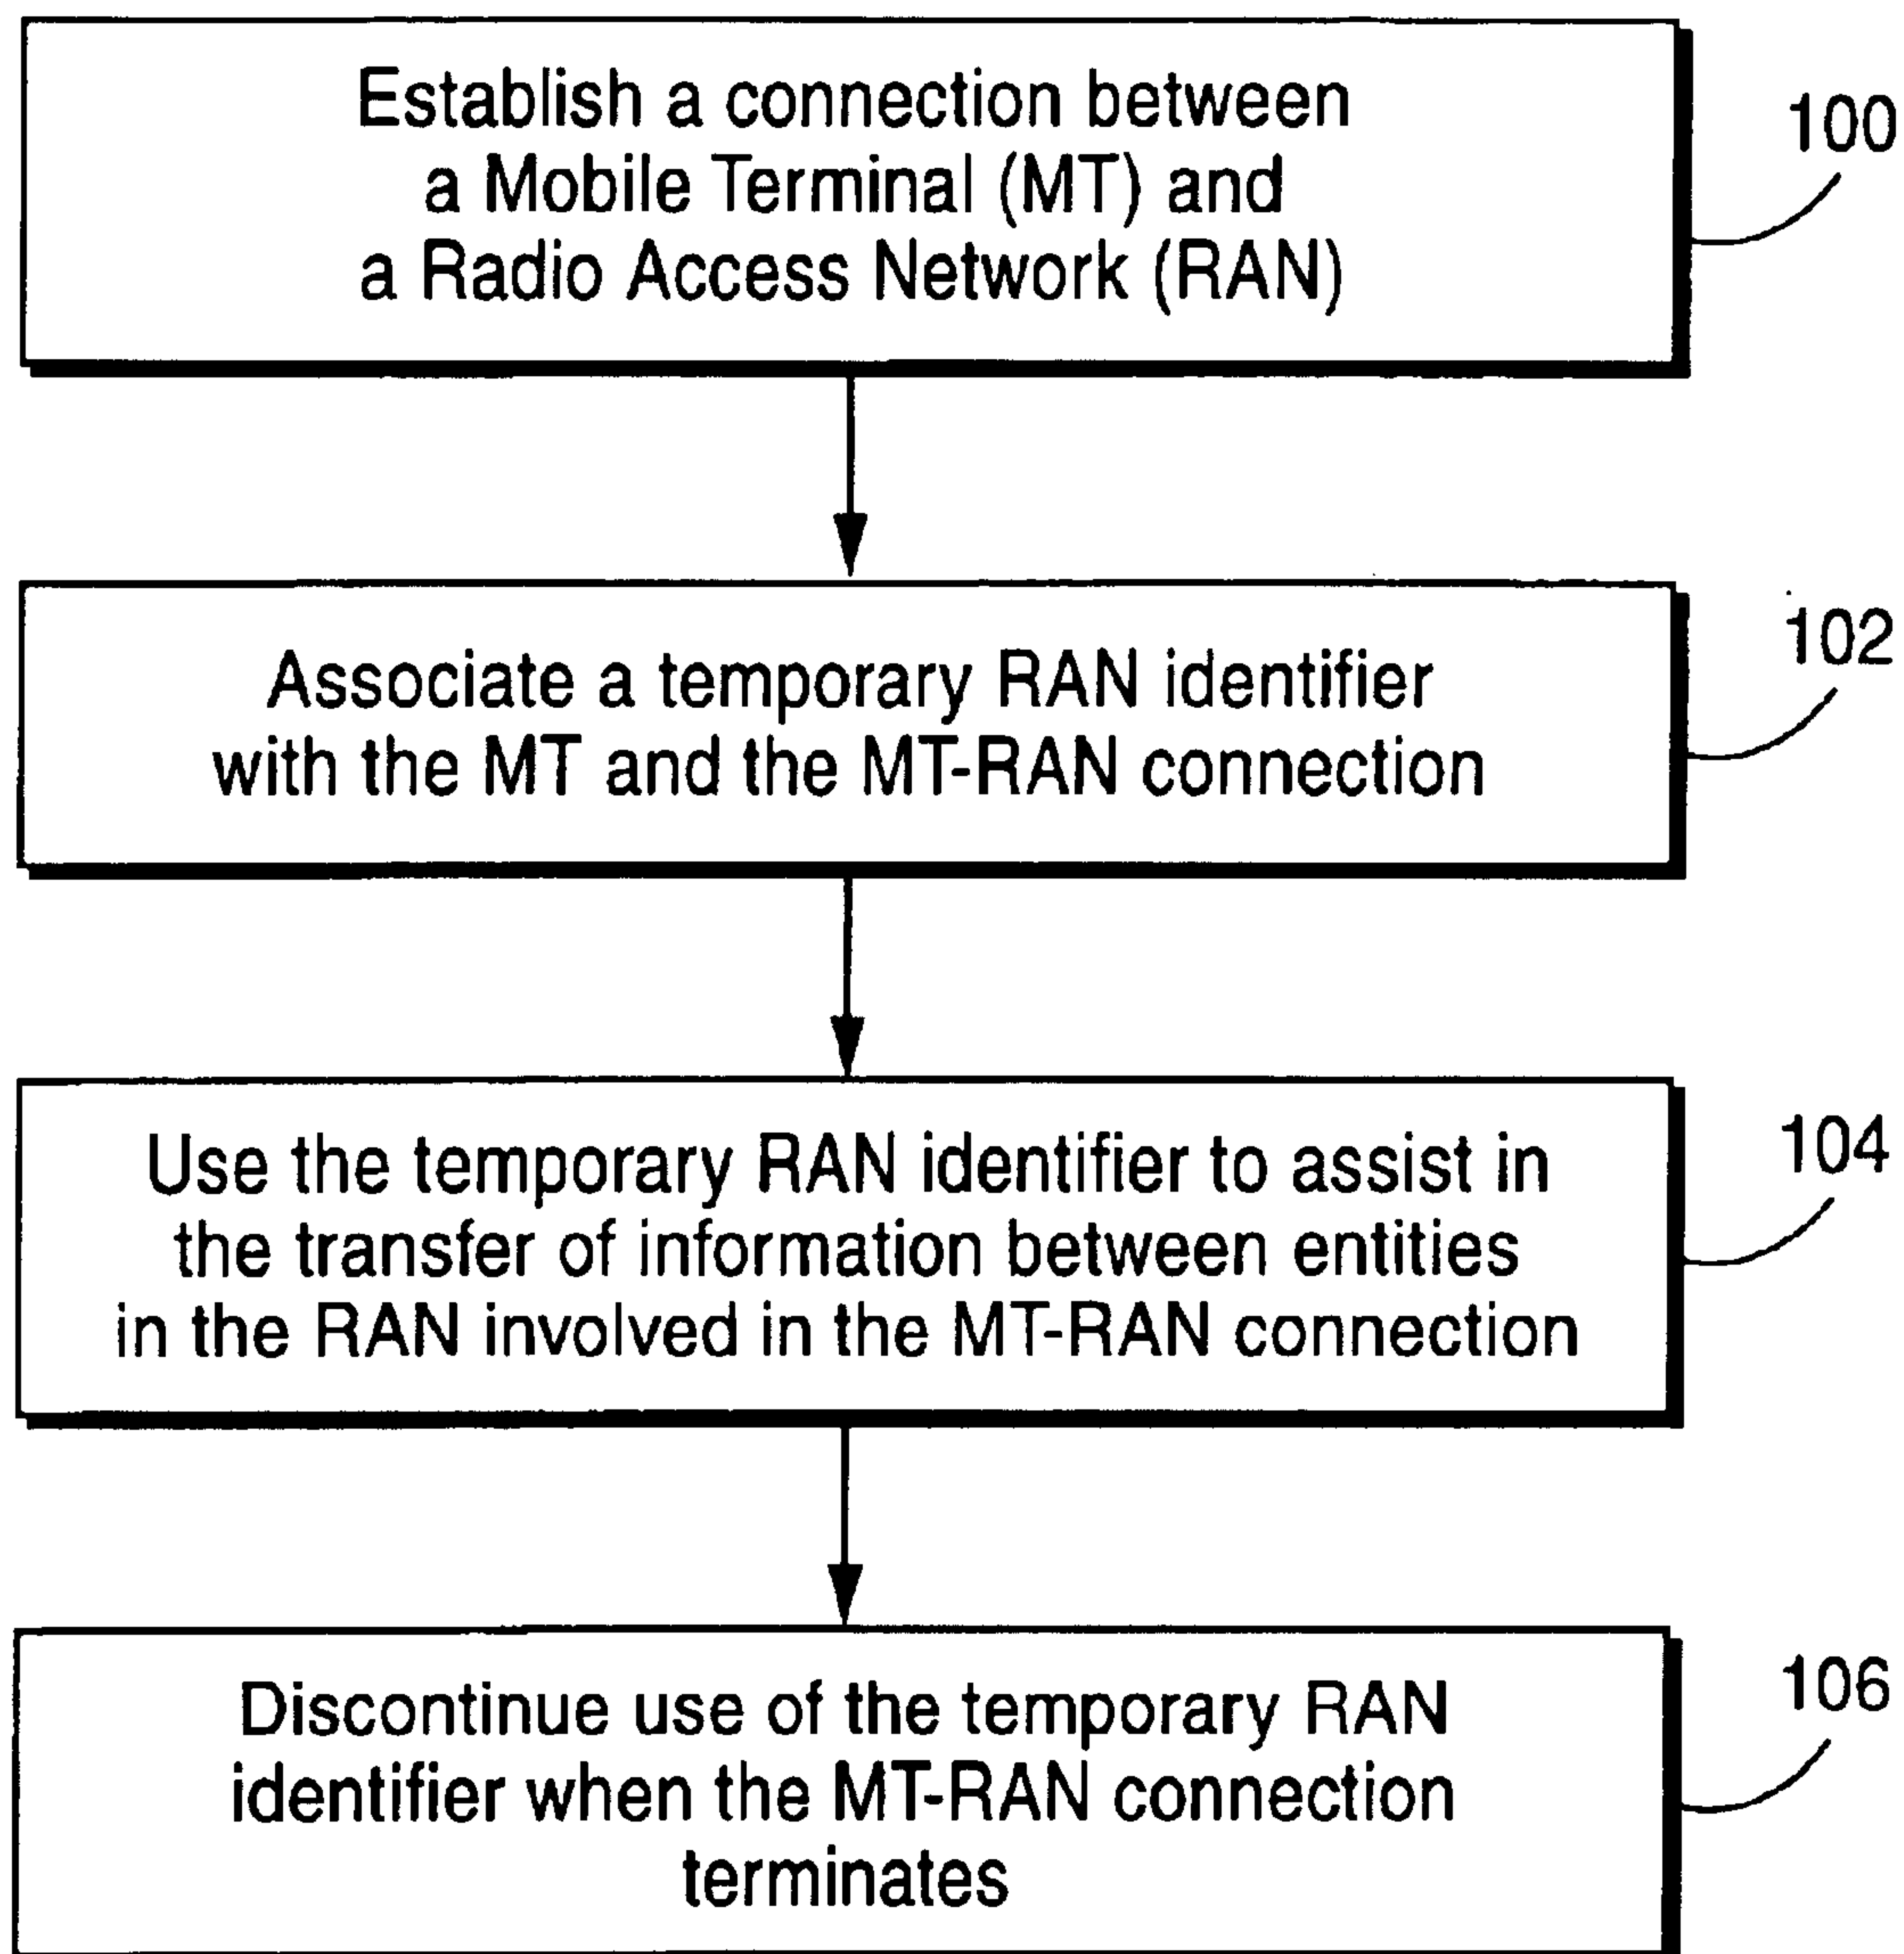 Establish a connection between
a Mobile Terminal (MT) and
a Radio Access Network (RAN)
100
Associate a temporary RAN identifier
with the MT and the MT-RAN connection
102
Use the temporary RAN identifier to assist in
the transfer of information between entities
in the RAN involved in the MT-RAN connection
104
Discontinue use of the temporary RAN
identifier when the MT-RAN connection
terminates
106